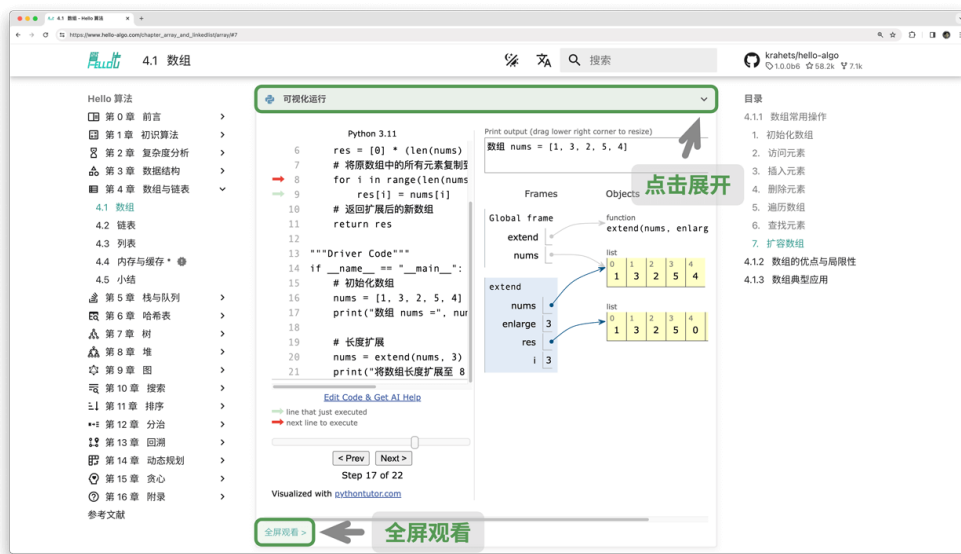 4.1 数组 - Hello 算法
https://www.hello-algo.com/chapter_array_and_linkedlist/array/#7
4.1 数组
搜索
krahets/hello-algo
1.0.0b6 58.2k 7.1k
Hello 算法
第 0 章 前言
第 1 章 初识算法
第 2 章 复杂度分析
第 3 章 数据结构
第 4 章 数组与链表
4.1 数组
4.2 链表
4.3 列表
4.4 内存与缓存 *
4.5 小结
第 5 章 栈与队列
第 6 章 哈希表
第 7 章 树
第 8 章 堆
第 9 章 图
第 10 章 搜索
第 11 章 排序
第 12 章 分治
第 13 章 回溯
第 14 章 动态规划
第 15 章 贪心
第 16 章 附录
参考文献
可视化运行
Python 3.11
6 res = [0] * (len(nums)
7 # 将原数组中的所有元素复制到
8 for i in range(len(nums
9 res[i] = nums[i]
10 # 返回扩展后的新数组
11 return res
12
13 """Driver Code"""
14 if __name__ == "__main__":
15 # 初始化数组
16 nums = [1, 3, 2, 5, 4]
17 print("数组 nums =", nur
18
19 # 长度扩展
20 nums = extend(nums, 3)
21 print("将数组长度扩展至 8
Edit Code & Get AI Help
line that just executed
next line to execute
< Prev Next >
Step 17 of 22
Visualized with pythontutor.com
全屏观看 >
全屏观看
Print output (drag lower right corner to resize)
数组 nums = [1, 3, 2, 5, 4]
点击展开
Frames Objects
Global frame
extend
nums
function
extend(nums, enlarg
list
0 1 2 3 4
1 3 2 5 4
extend
nums
enlarge 3
res
i 3
list
0 1 2 3 4
1 3 2 5 0
目录
4.1.1 数组常用操作
1. 初始化数组
2. 访问元素
3. 插入元素
4. 删除元素
5. 遍历数组
6. 查找元素
7. 扩容数组
4.1.2 数组的优点与局限性
4.1.3 数组典型应用